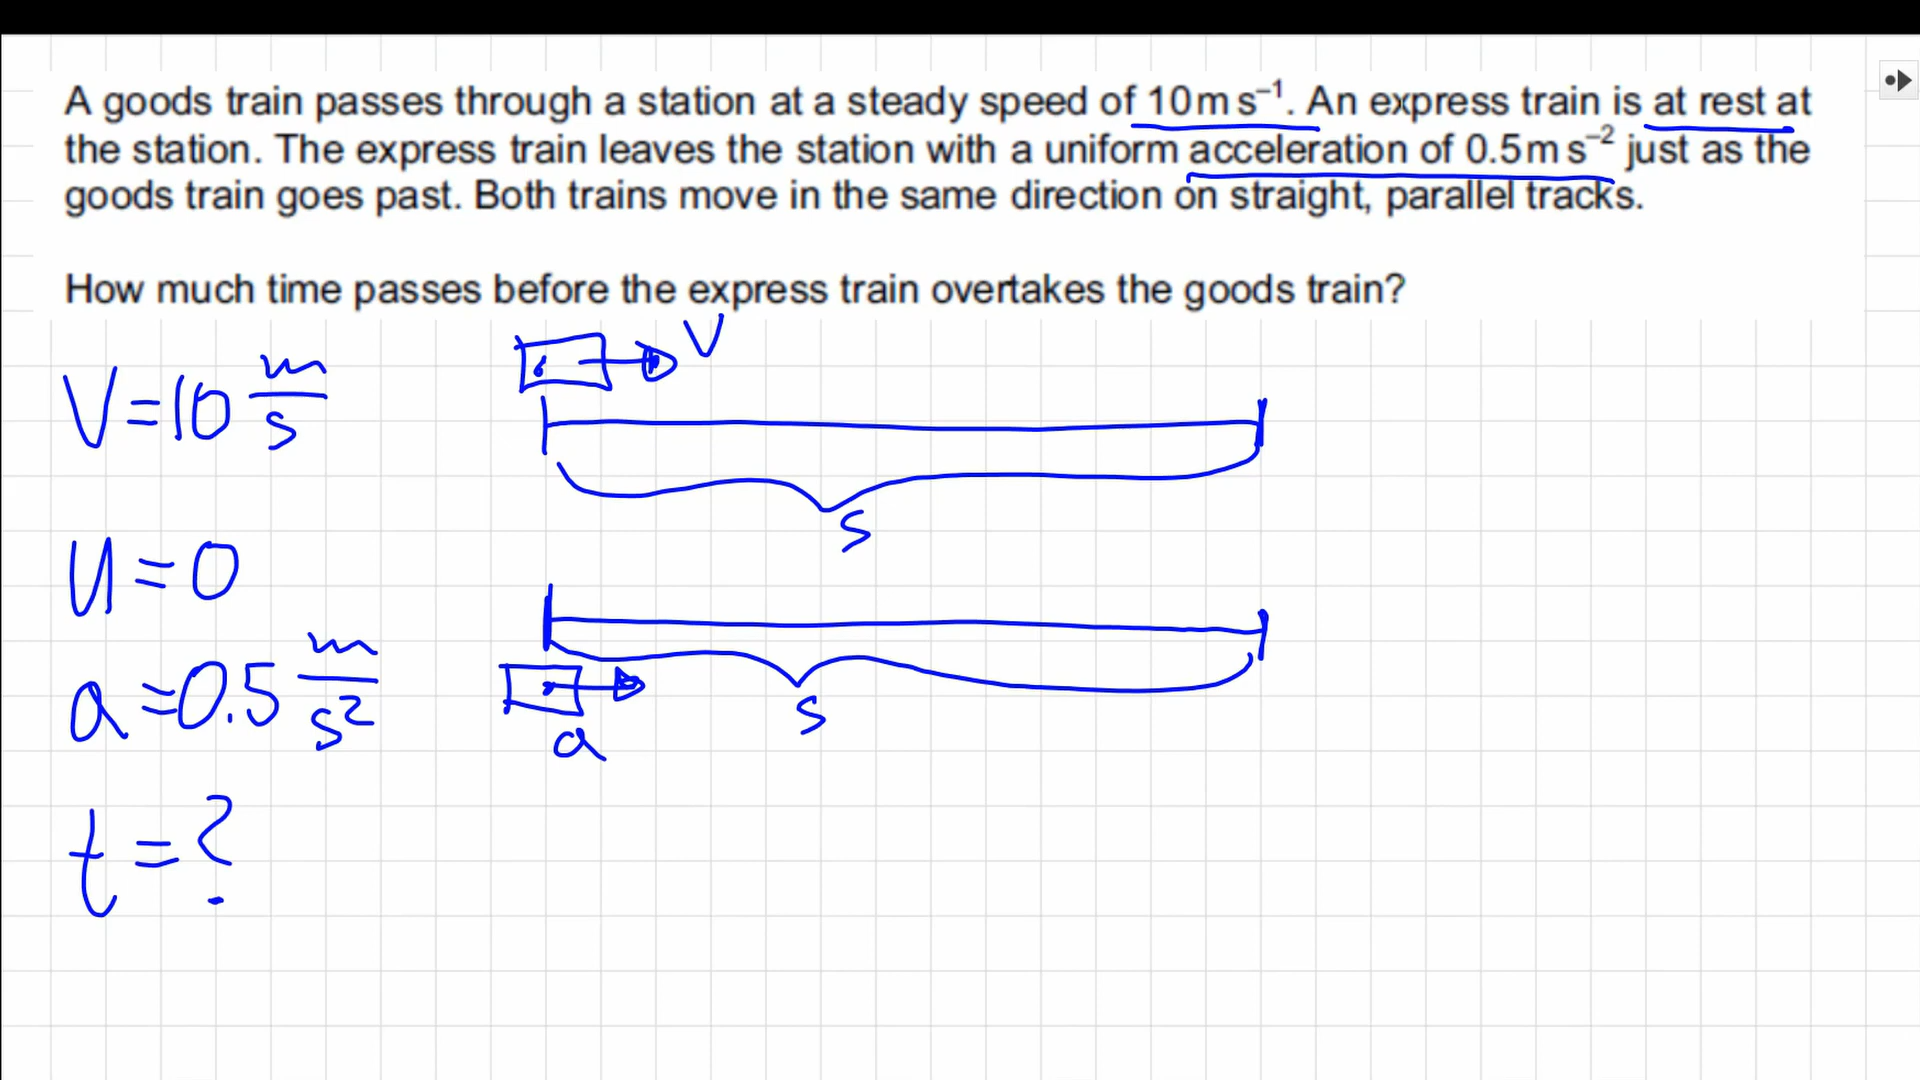 A goods train passes through a station at a steady speed of 10 m s⁻¹. An express train is at rest at
the station. The express train leaves the station with a uniform acceleration of 0.5 m s⁻² just as the
goods train goes past. Both trains move in the same direction on straight, parallel tracks.
How much time passes before the express train overtakes the goods train?
V
V = 10 m/s
s
u = 0
a = 0.5 m/s²
s
a
t = ?